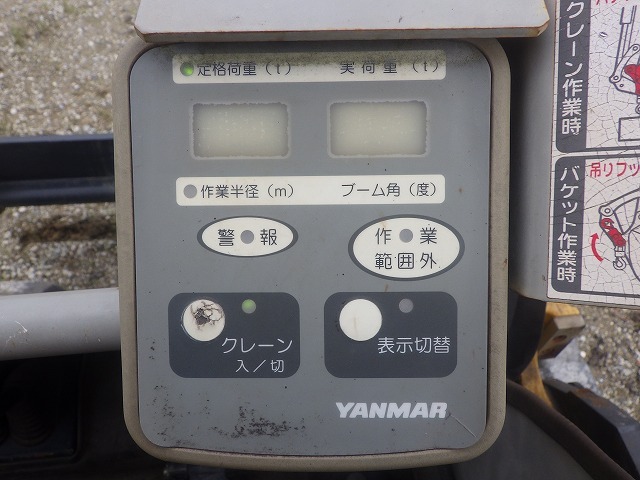 定格荷重(t) 実荷重(t)
作業半径(m) ブーム角(度)
警報
作業
範囲外
クレーン
入/切
表示切替
YANMAR
クレーン作業時
バケット作業時
吊りフッ